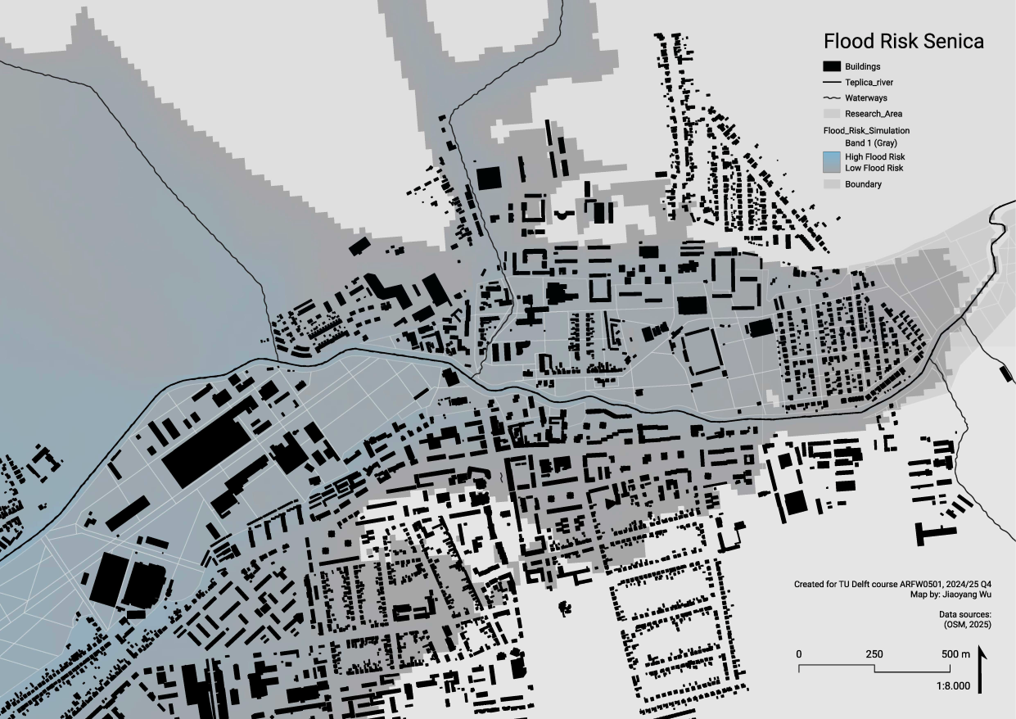 Flood Risk Senica
Buildings
Teplica_river
Waterways
Research_Area
Flood_Risk_Simulation
Band 1 (Gray)
High Flood Risk
Low Flood Risk
Boundary
Created for TU Delft course ARFW0501, 2024/25 Q4
Map by: Jiaoyang Wu
Data sources:
(OSM, 2025)
0 250 500 m
1:8.000